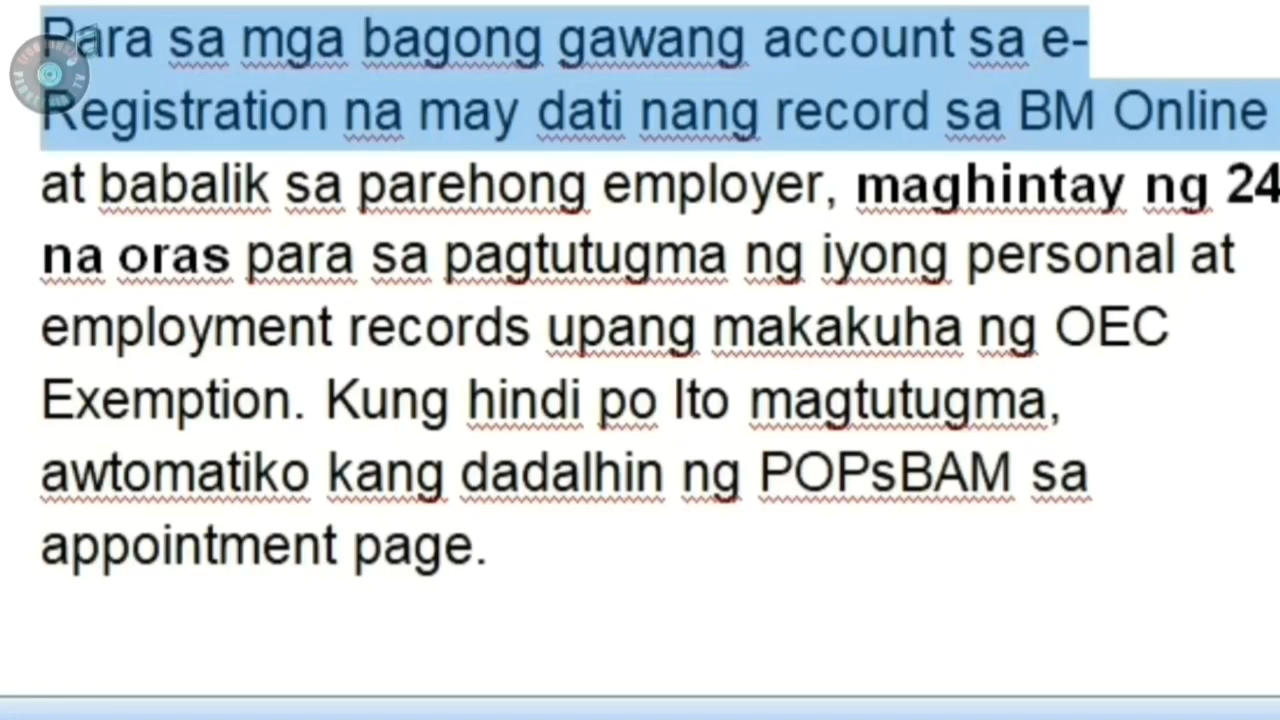 Para sa mga bagong gawang account sa e-
Registration na may dati nang record sa BM Online
at babalik sa parehong employer, maghintay ng 24
na oras para sa pagtutugma ng iyong personal at
employment records upang makakuha ng OEC
Exemption. Kung hindi po Ito magtutugma,
awtomatiko kang dadalhin ng POPsBAM sa
appointment page.